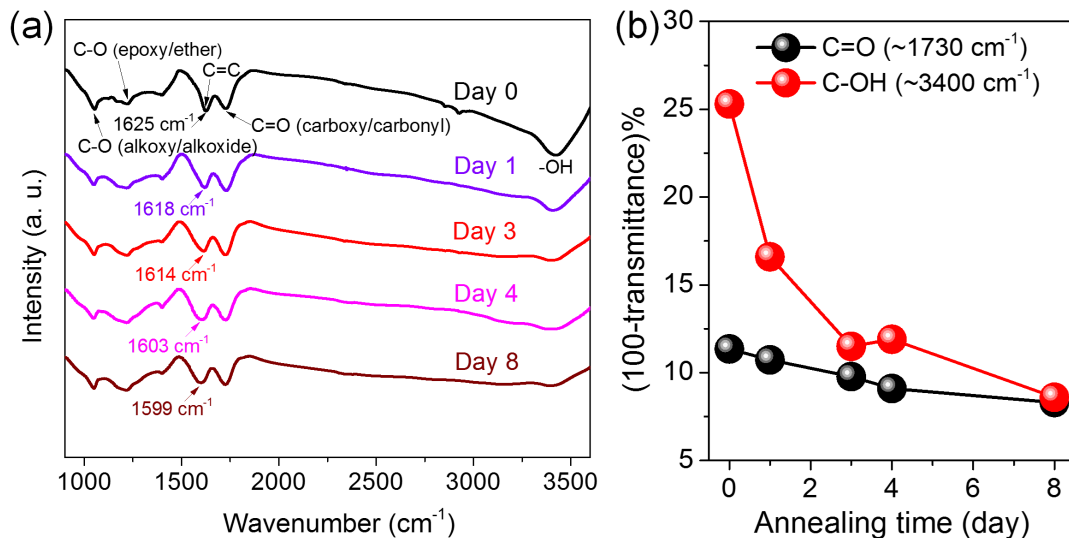 (a)
C-O (epoxy/ether)
C=C
Day 0
1625 cm-1
C=O (carboxy/carbonyl)
C-O (alkoxy/alkoxide)
-OH
Day 1
1618 cm-1
Day 3
1614 cm-1
Day 4
1603 cm-1
Day 8
1599 cm-1
Intensity (a. u.)
1000 1500 2000 2500 3000 3500
Wavenumber (cm-1)
(b)
C=O (~1730 cm-1)
C-OH (~3400 cm-1)
30
25
20
15
10
5
(100-transmittance)%
0 2 4 6 8
Annealing time (day)